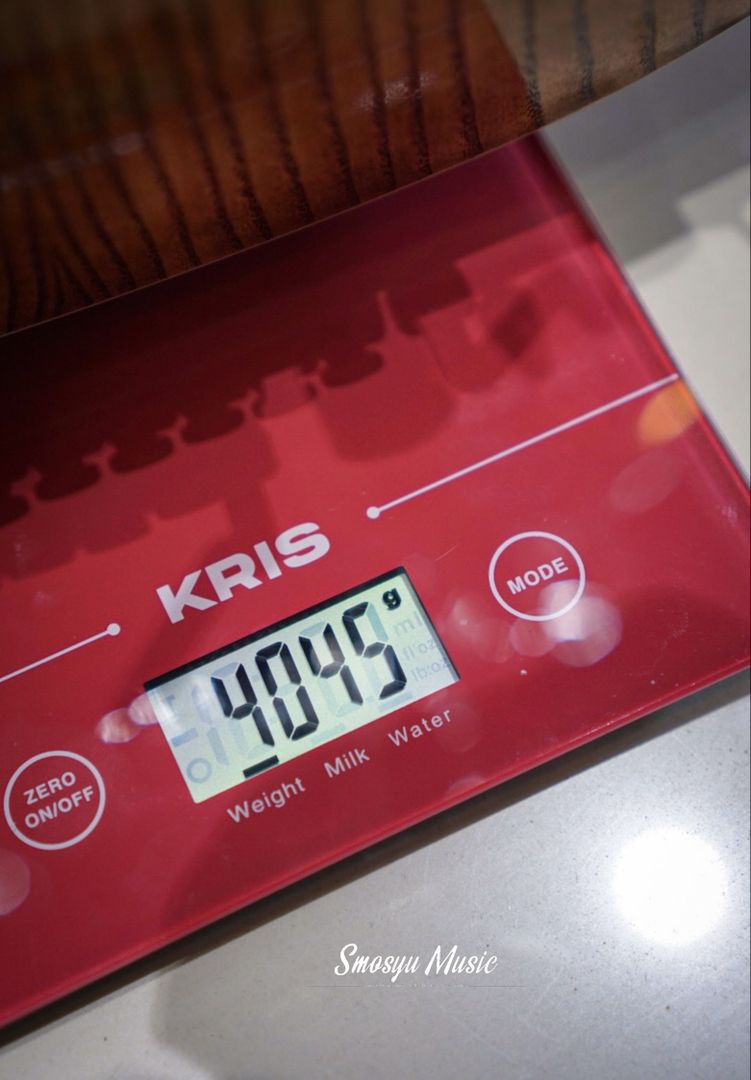 KRIS
MODE
4045 g
ml
fl'oz
lb:oz
Weight Milk Water
ZERO
ON/OFF
Smosyu Music